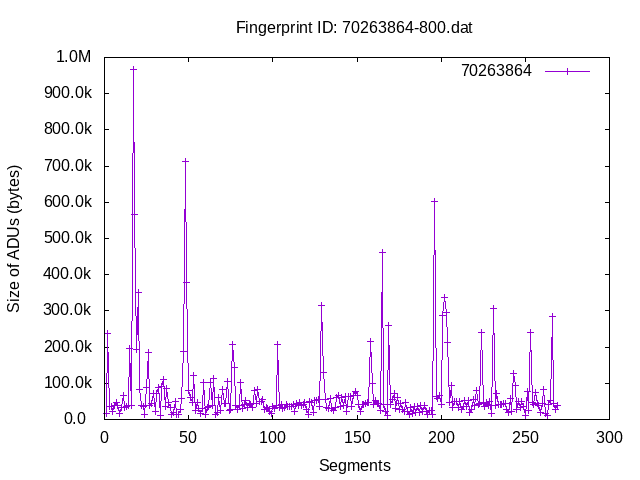 Fingerprint ID: 70263864-800.dat
1.0M
900.0k
800.0k
700.0k
600.0k
500.0k
400.0k
300.0k
200.0k
100.0k
0.0
0 50 100 150 200 250 300
Size of ADUs (bytes)
Segments
70263864